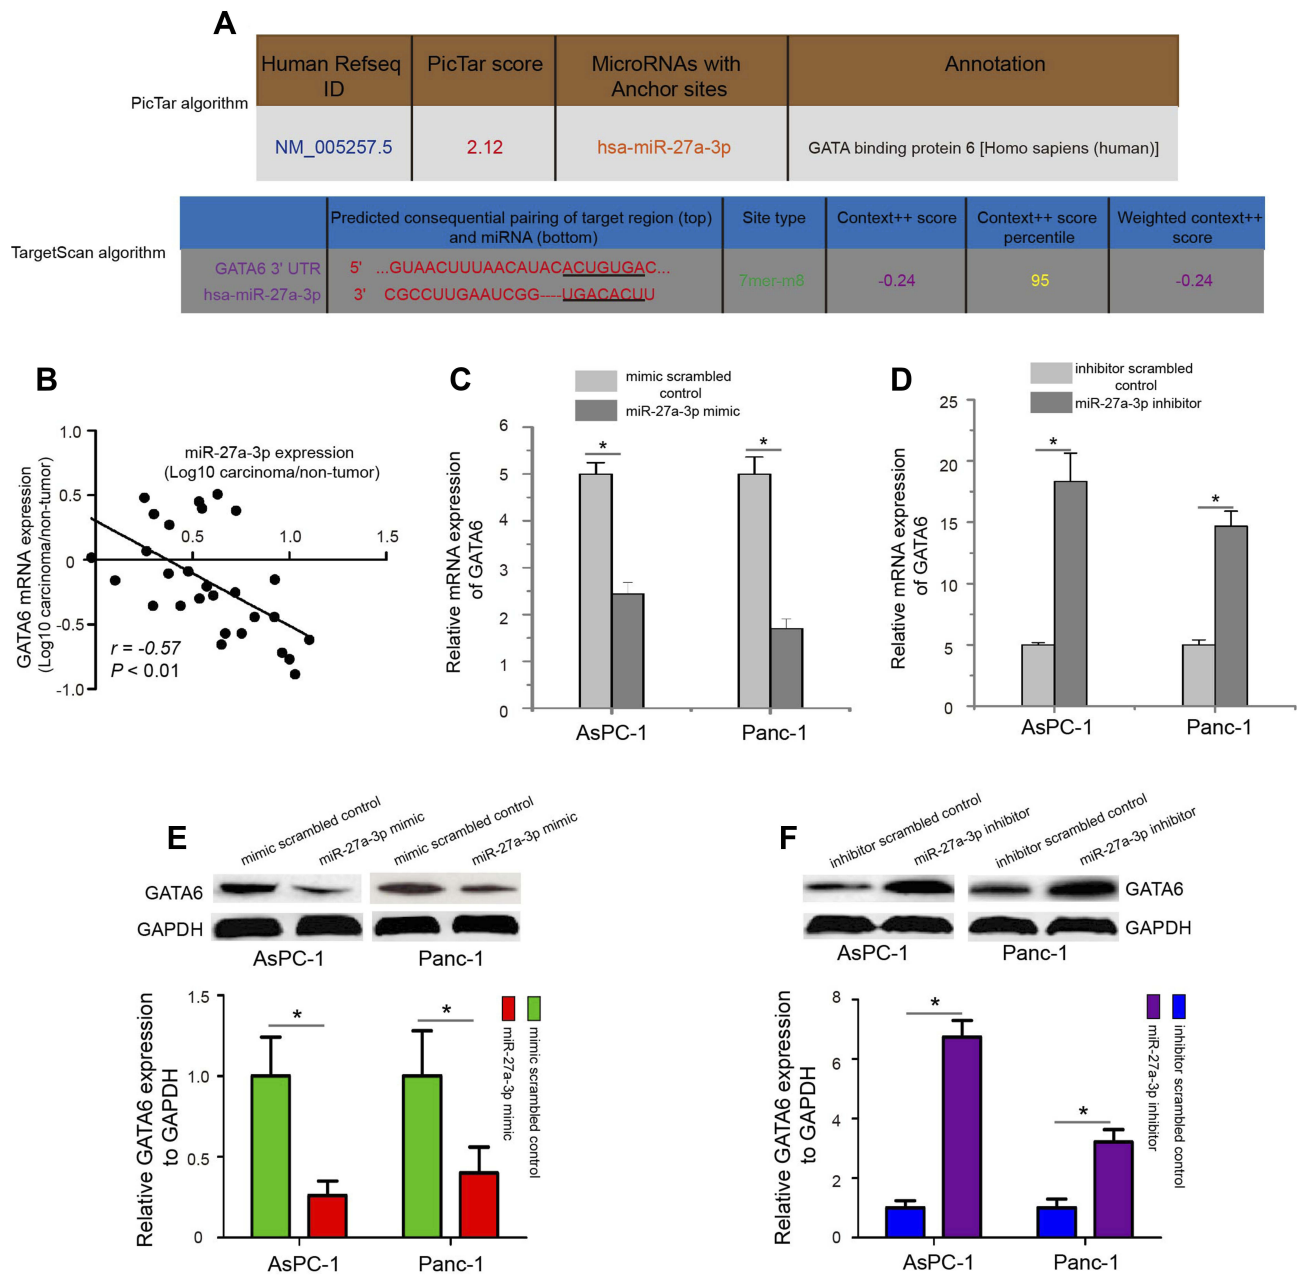 A
PicTar algorithm
Human Refseq ID
PicTar score
MicroRNAs with Anchor sites
Annotation
NM_005257.5
2.12
hsa-miR-27a-3p
GATA binding protein 6 [Homo sapiens (human)]
TargetScan algorithm
Predicted consequential pairing of target region (top)
and miRNA (bottom)
Site type
Context++ score
Context++ score
percentile
Weighted context++
score
GATA6 3' UTR
5' ...GUAACUUUAACAUACACUGUGAC...
hsa-miR-27a-3p
3' CGCCUUGAAUCGG----UGACACUU
7mer-m8
-0.24
95
-0.24
B
GATA6 mRNA expression
(Log10 carcinoma/non-tumor)
miR-27a-3p expression
(Log10 carcinoma/non-tumor)
1.0
0.5
0
-0.5
-1.0
0.5
1.0
1.5
r = -0.57
P < 0.01
C
mimic scrambled
control
miR-27a-3p mimic
Relative mRNA expression
of GATA6
6
5
4
3
2
1
0
*
*
AsPC-1
Panc-1
D
inhibitor scrambled
control
miR-27a-3p inhibitor
Relative mRNA expression
of GATA6
25
20
15
10
5
0
*
*
AsPC-1
Panc-1
E
mimic scrambled control
miR-27a-3p mimic
mimic scrambled control
miR-27a-3p mimic
GATA6
GAPDH
AsPC-1
Panc-1
Relative GATA6 expression
to GAPDH
1.5
1.0
0.5
0
*
*
AsPC-1
Panc-1
mimic scrambled control
miR-27a-3p mimic
F
inhibitor scrambled control
miR-27a-3p inhibitor
inhibitor scrambled control
miR-27a-3p inhibitor
GATA6
GAPDH
AsPC-1
Panc-1
Relative GATA6 expression
to GAPDH
8
6
4
2
0
*
*
AsPC-1
Panc-1
inhibitor scrambled control
miR-27a-3p inhibitor